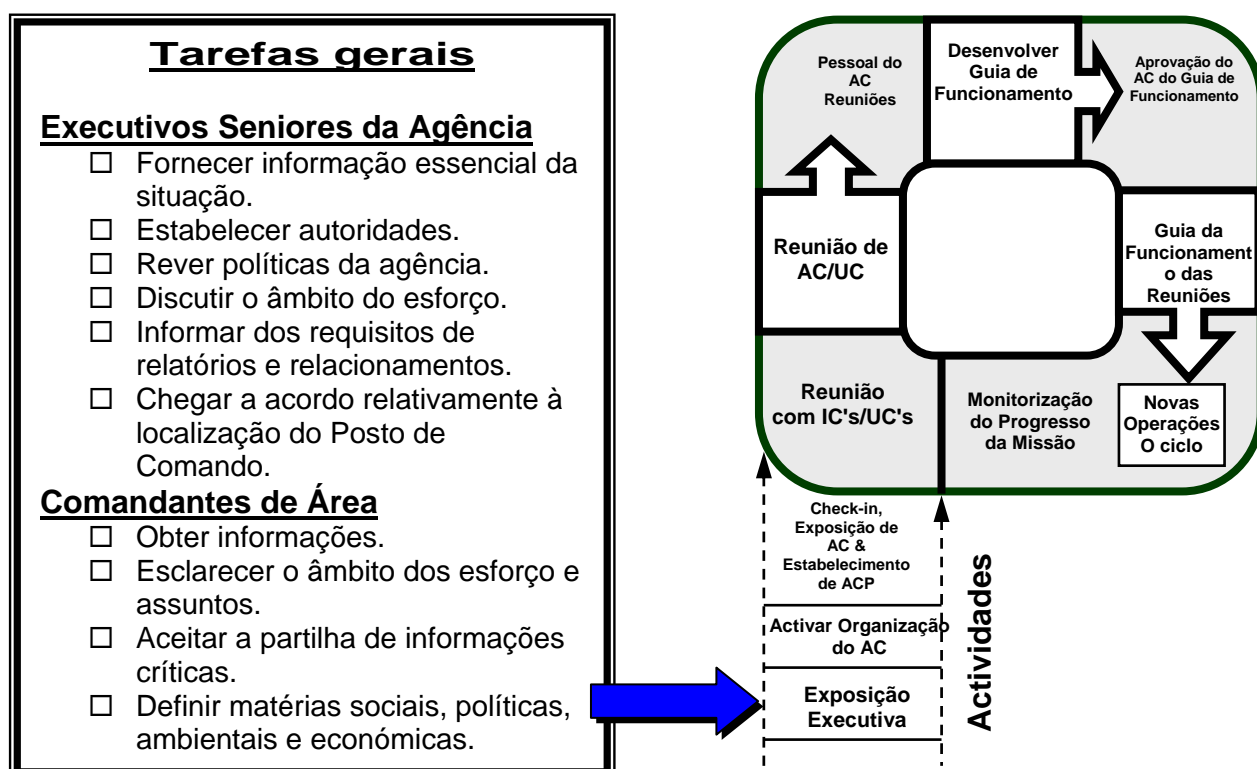 Tarefas gerais
Executivos Seniores da Agência
☐ Fornecer informação essencial da
situação.
☐ Estabelecer autoridades.
☐ Rever políticas da agência.
☐ Discutir o âmbito do esforço.
☐ Informar dos requisitos de
relatórios e relacionamentos.
☐ Chegar a acordo relativamente à
localização do Posto de
Comando.
Comandantes de Área
☐ Obter informações.
☐ Esclarecer o âmbito dos esforço e
assuntos.
☐ Aceitar a partilha de informações
críticas.
☐ Definir matérias sociais, políticas,
ambientais e económicas.
Pessoal do
AC
Reuniões
Desenvolver
Guia de
Funcionamento
Aprovação do
AC do Guia de
Funcionamento
Reunião de
AC/UC
Guia da
Funcionament
o das
Reuniões
Reunião
com IC's/UC's
Monitorização
do Progresso
da Missão
Novas
Operações
O ciclo
Check-in,
Exposição de
AC &
Estabelecimento
de ACP
Activar Organização
do AC
Exposição
Executiva
Actividades